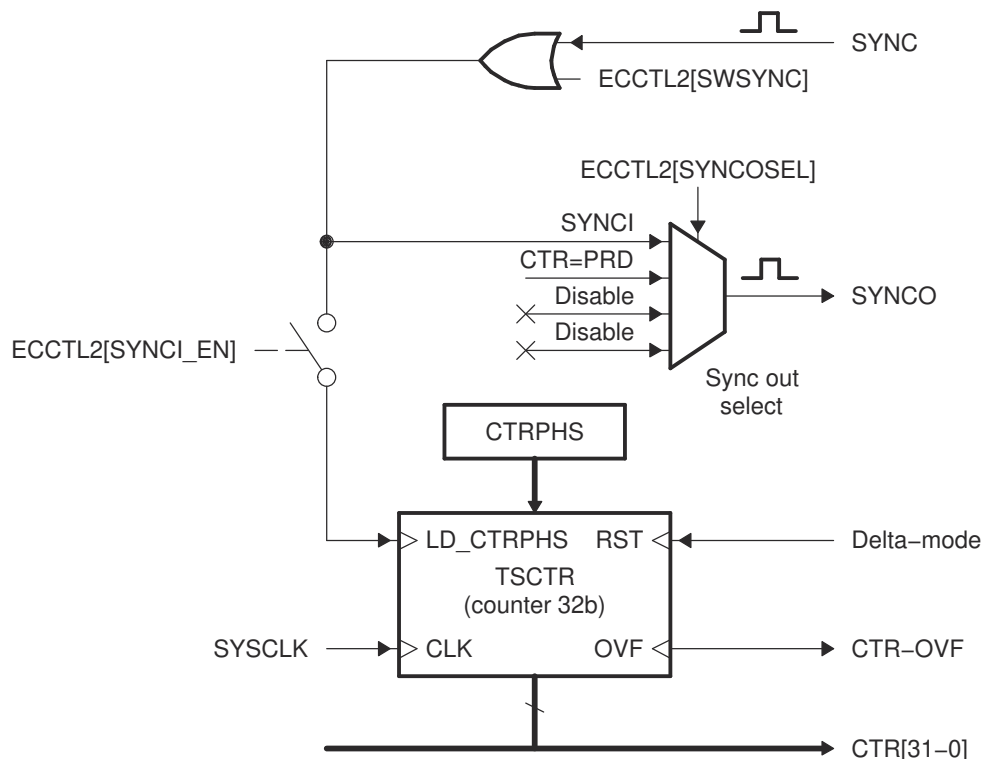 SYNC
ECCTL2[SWSYNC]
ECCTL2[SYNCOSEL]
SYNCI
CTR=PRD
Disable
SYNCO
Disable
ECCTL2[SYNCI_EN]
Sync out
select
CTRPHS
LD_CTRPHS
RST
Delta−mode
TSCTR
(counter 32b)
SYSCLK
CLK
OVF
CTR−OVF
CTR[31−0]